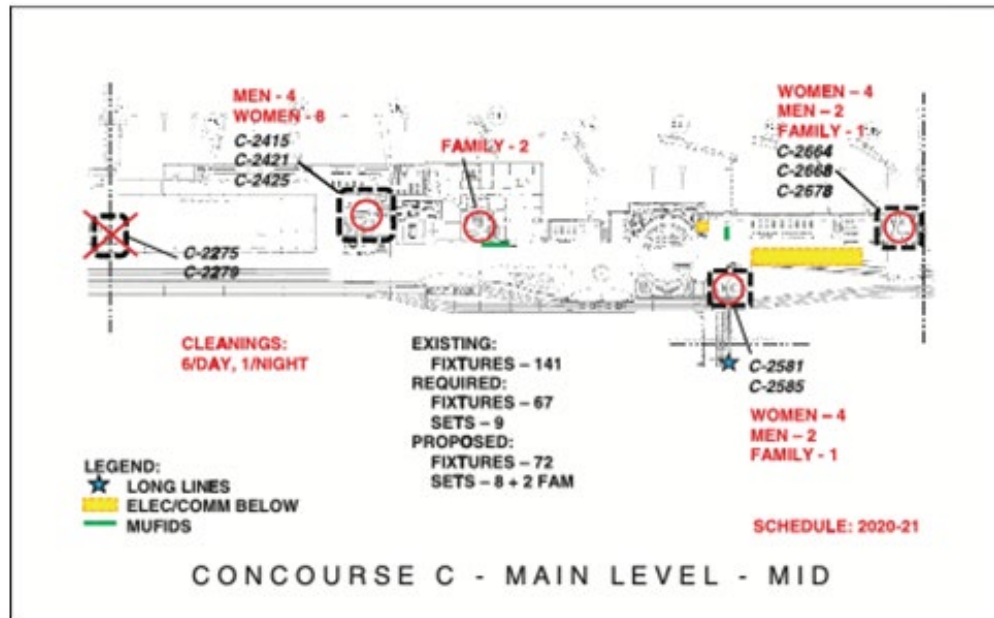 MEN - 4
WOMEN - 6
C-2415
C-2421
C-2425
FAMILY - 2
WOMEN – 4
MEN – 2
FAMILY - 1
C-2664
C-2668
C-2678
C-2275
C-2279
CLEANINGS:
6/DAY, 1/NIGHT
EXISTING:
FIXTURES – 141
REQUIRED:
FIXTURES – 67
SETS – 9
PROPOSED:
FIXTURES – 72
SETS – 8 + 2 FAM
C-2581
C-2585
WOMEN – 4
MEN – 2
FAMILY - 1
LEGEND:
LONG LINES
ELEC/COMM BELOW
MUFIDS
SCHEDULE: 2020-21
CONCOURSE C - MAIN LEVEL - MID